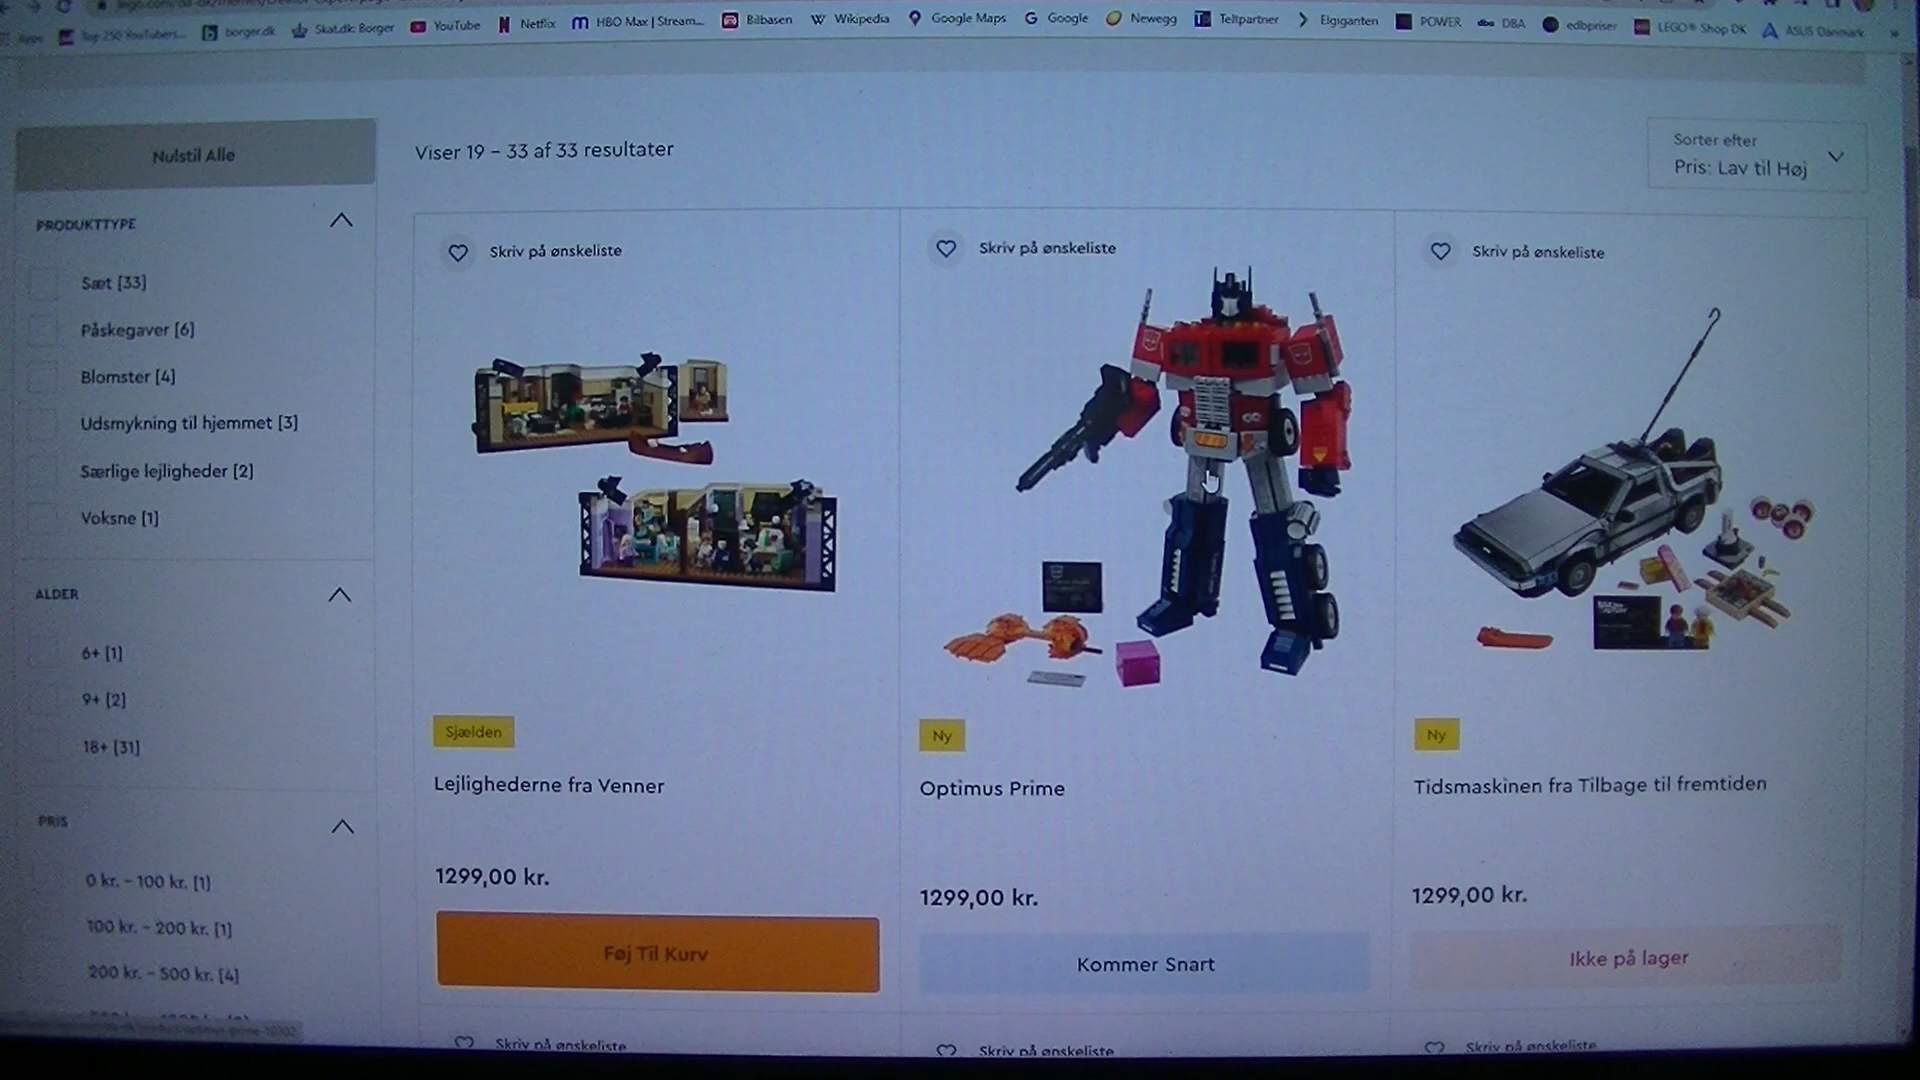 Apps
Top 250 YouTubers...
borger.dk
Skat.dk: Borger
YouTube
Netflix
HBO Max | Stream...
Bilbasen
Wikipedia
Google Maps
Google
Newegg
Teltpartner
Elgiganten
POWER
DBA
edbpriser
LEGO® Shop DK
ASUS Danmark
»
Nulstil Alle
PRODUKTTYPE
Sæt [33]
Påskegaver [6]
Blomster [4]
Udsmykning til hjemmet [3]
Særlige lejligheder [2]
Voksne [1]
ALDER
6+ [1]
9+ [2]
18+ [31]
PRIS
0 kr. - 100 kr. [1]
100 kr. - 200 kr. [1]
200 kr. - 500 kr. [4]
Viser 19 - 33 af 33 resultater
Sorter efter
Pris: Lav til Høj
Skriv på ønskeliste
Sjælden
Lejlighederne fra Venner
1299,00 kr.
Føj Til Kurv
Skriv på ønskeliste
Ny
Optimus Prime
1299,00 kr.
Kommer Snart
Skriv på ønskeliste
Ny
Tidsmaskinen fra Tilbage til fremtiden
1299,00 kr.
Ikke på lager
Skriv på ønskeliste
Skriv på ønskeliste
Skriv på ønskeliste